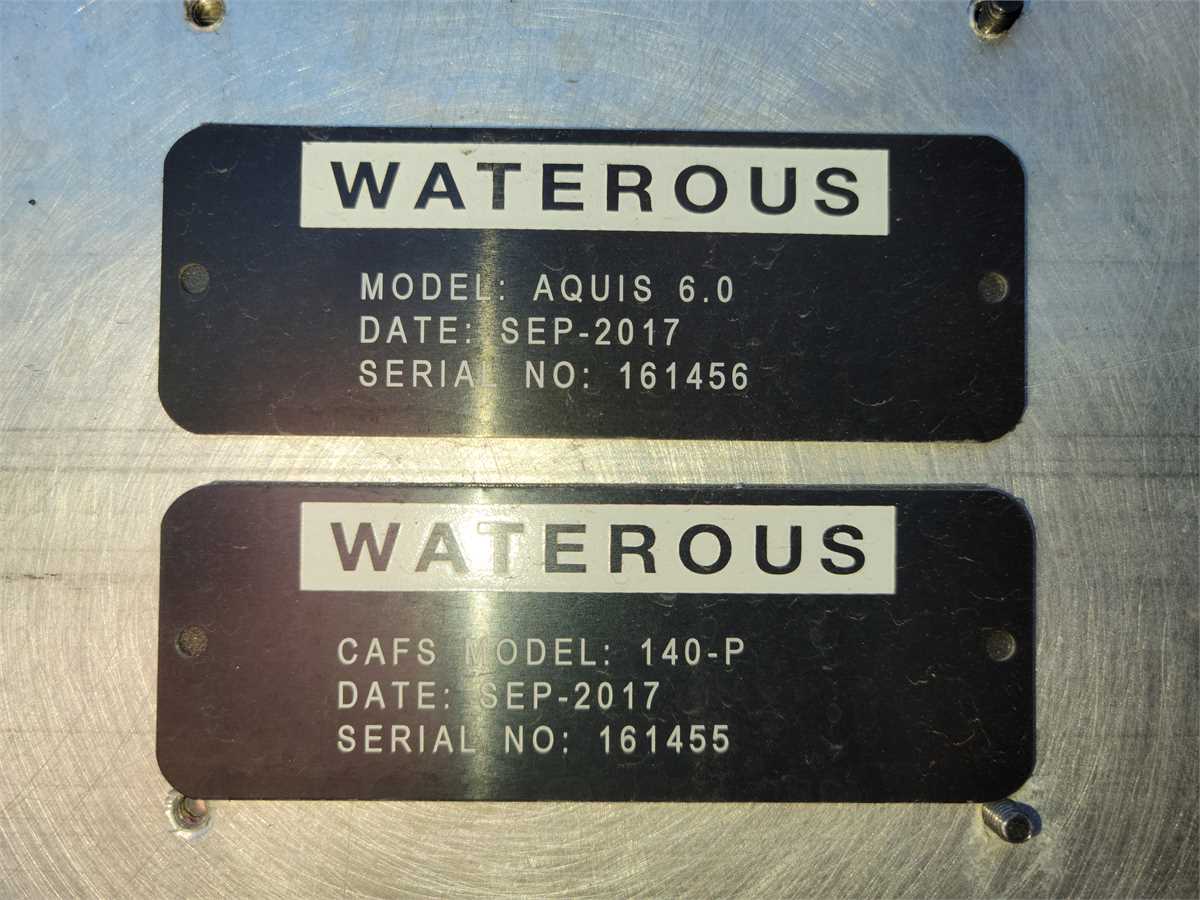 WATEROUS
MODEL: AQUIS 6.0
DATE: SEP-2017
SERIAL NO: 161456
WATEROUS
CAFS MODEL: 140-P
DATE: SEP-2017
SERIAL NO: 161455